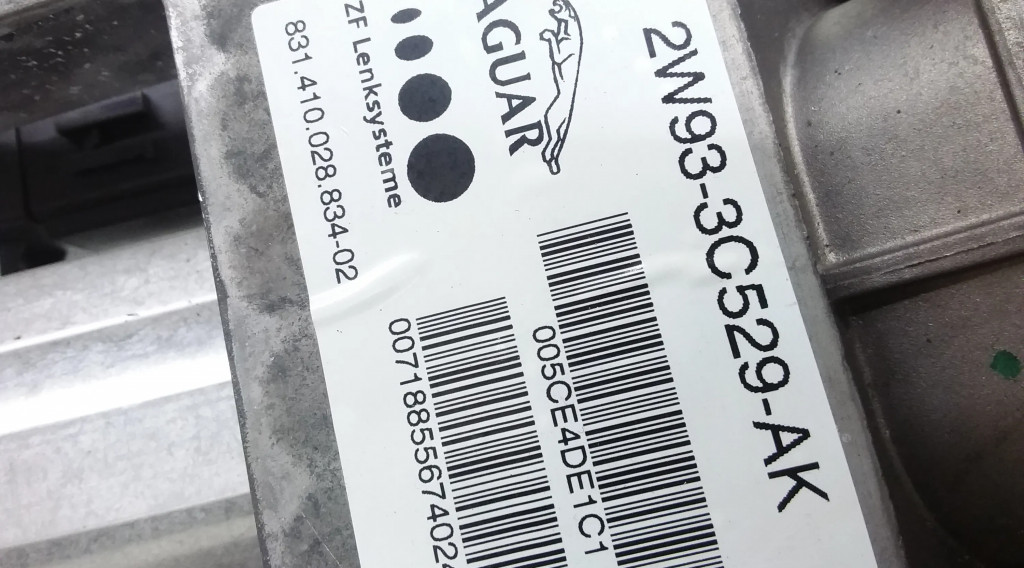 2W93-3C529-AK
AGUAR
005CE4DE1C1
ZF Lenksysteme
0071885567402
831.410.028.834-02